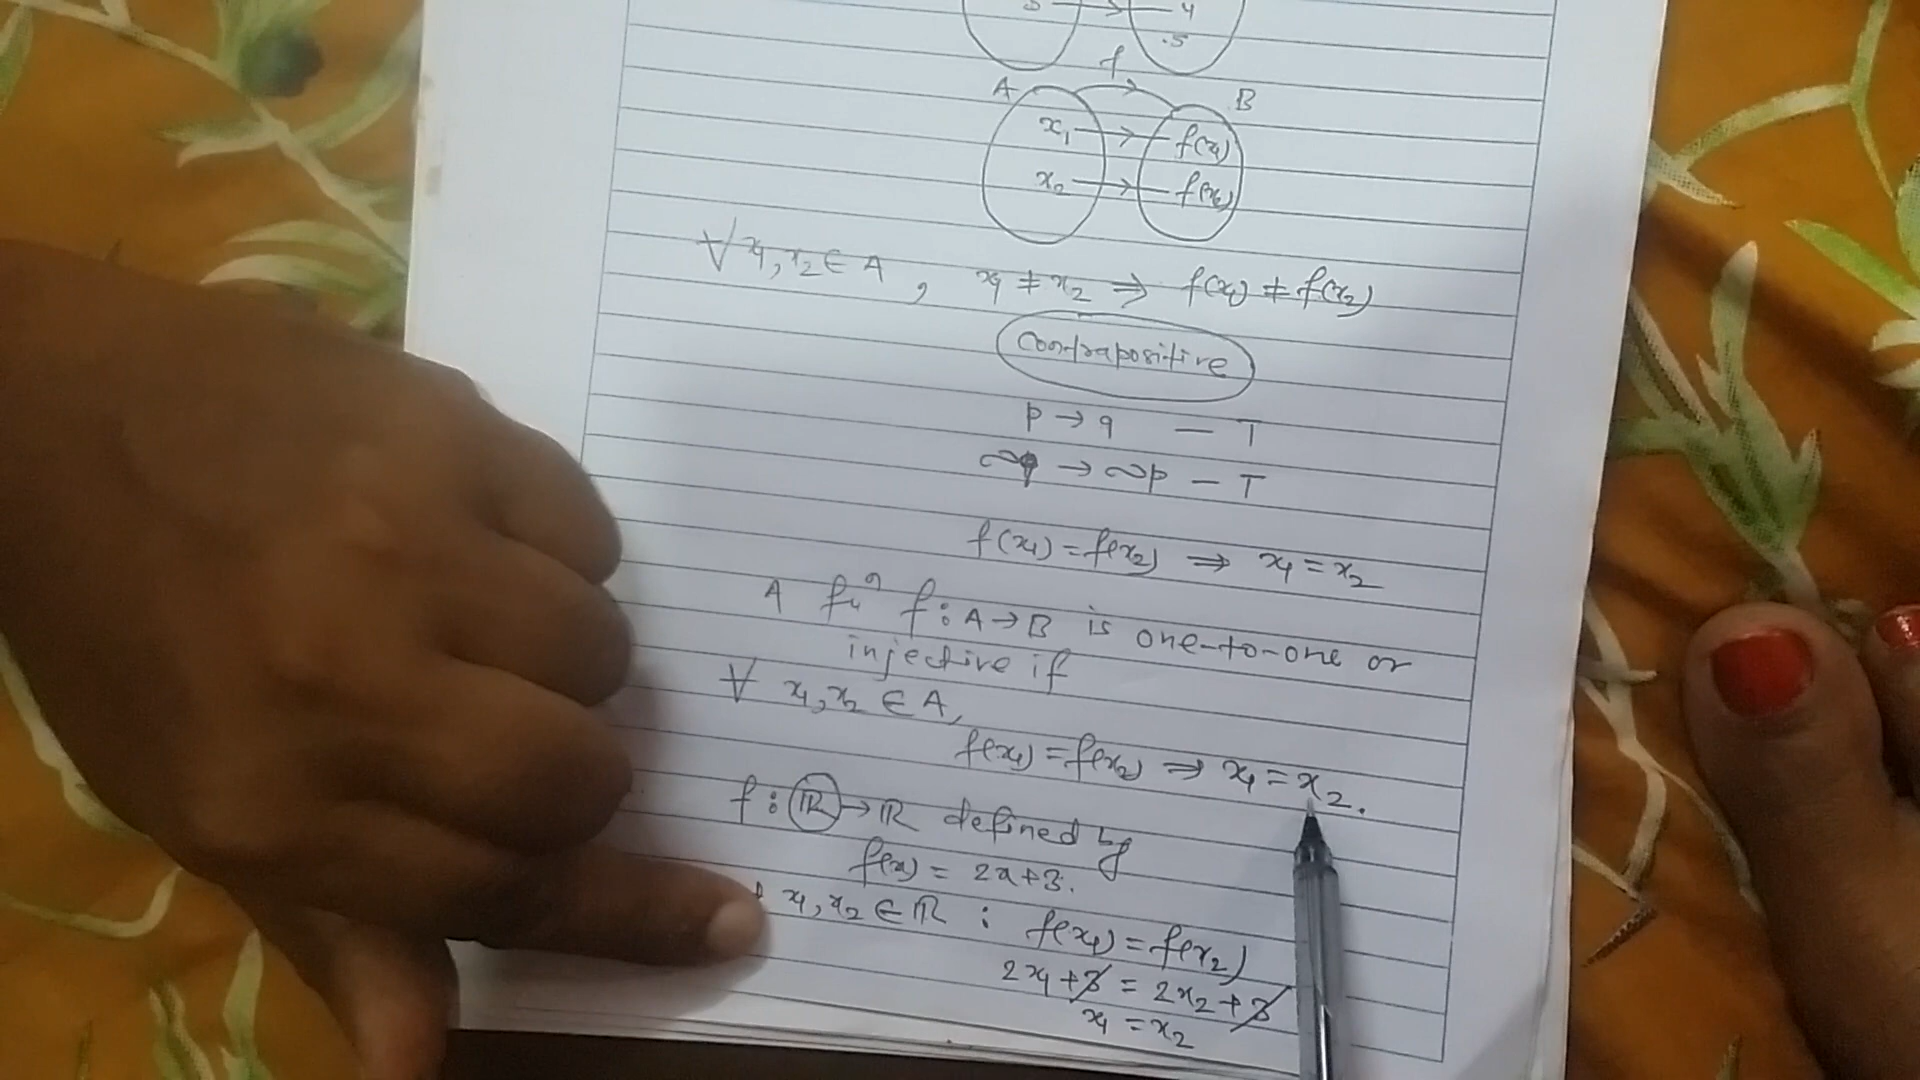 3 → 4
.5
f
A B
x₁ → f(x₁)
x₂ → f(x₂)
∀ x₁, x₂ ∈ A , x₁ ≠ x₂ ⇒ f(x₁) ≠ f(x₂)
Contrapositive
p → q — T
~q → ~p — T
f(x₁) = f(x₂) ⇒ x₁ = x₂
A fuⁿ f : A → B is one-to-one or
injective if
∀ x₁, x₂ ∈ A,
f(x₁) = f(x₂) ⇒ x₁ = x₂.
f : ℝ → ℝ defined by
f(x) = 2x + 3.
x₁, x₂ ∈ ℝ : f(x₁) = f(x₂)
2x₁ + 3 = 2x₂ + 3
x₁ = x₂